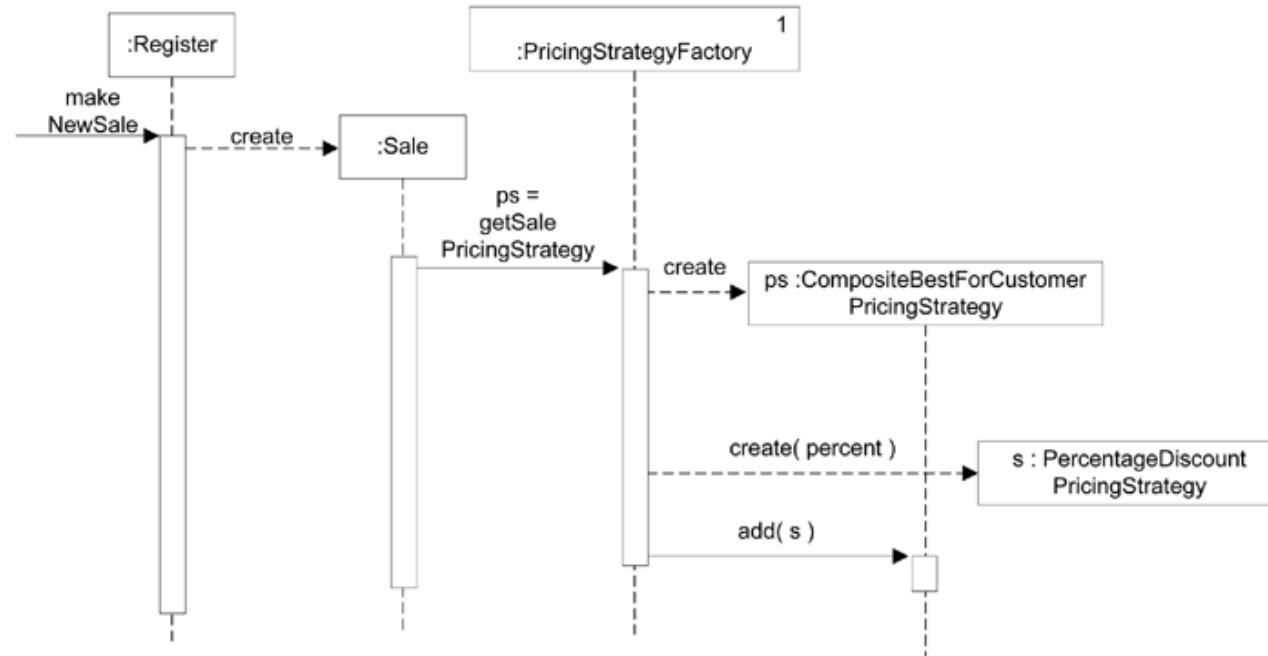 :Register
1
:PricingStrategyFactory
make
NewSale
create
:Sale
ps =
getSale
PricingStrategy
create
ps :CompositeBestForCustomer
PricingStrategy
create( percent )
s : PercentageDiscount
PricingStrategy
add( s )